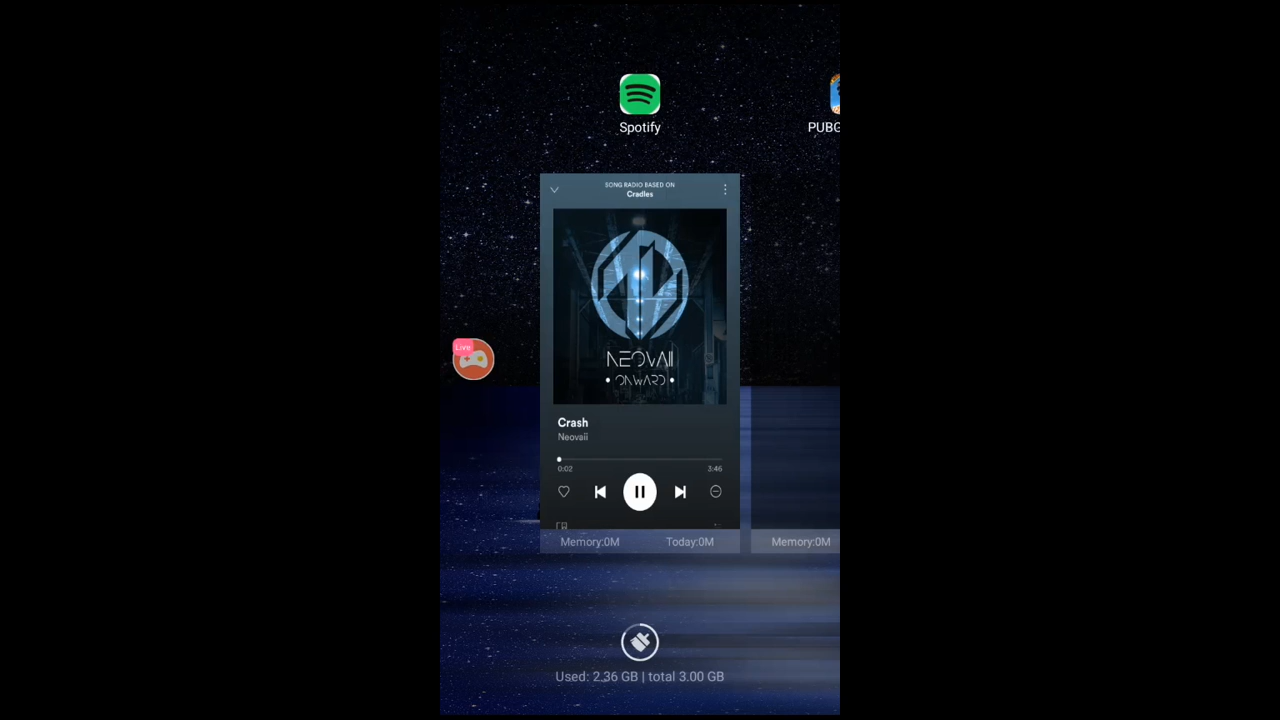 Spotify
PUBG
SONG RADIO BASED ON
Cradles
Live
NEOVAII
• ONWARD •
Crash
Neovaii
0:02
3:46
Memory:0M
Today:0M
Memory:0M
Used: 2.36 GB | total 3.00 GB